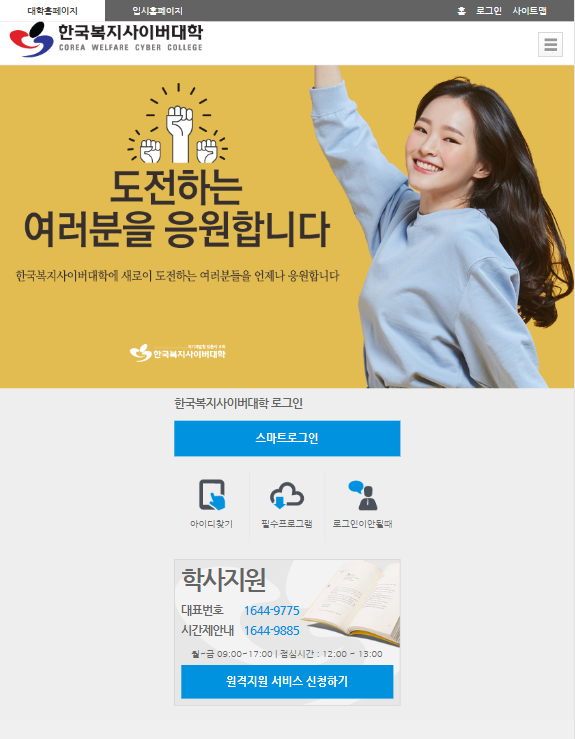 대학홈페이지 입시홈페이지 홈 로그인 사이트맵
한국복지사이버대학
COREA WELFARE CYBER COLLEGE
도전하는
여러분을 응원합니다
한국복지사이버대학에 새로이 도전하는 여러분들을 언제나 응원합니다
한국복지사이버대학
한국복지사이버대학 로그인
스마트로그인
아이디찾기 필수프로그램 로그인이안될때
학사지원
대표번호 1644-9775
시간제안내 1644-9885
월~금 09:00~17:00 | 점심시간 : 12:00 ~ 13:00
원격지원 서비스 신청하기